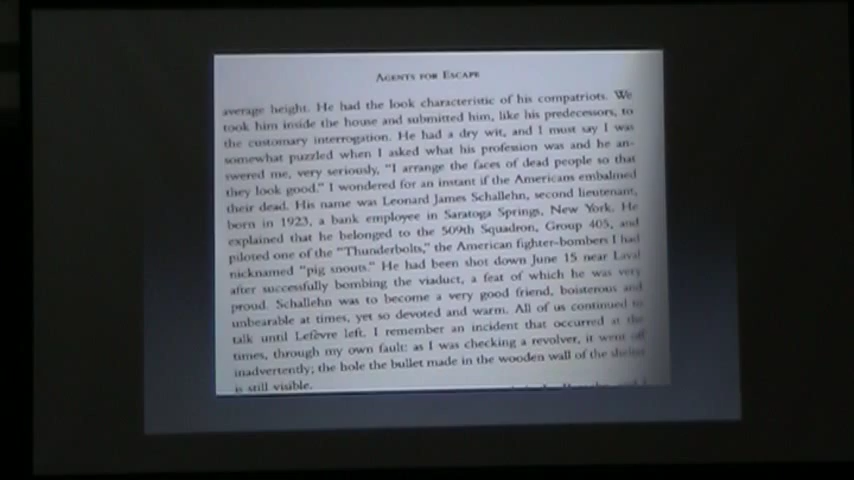 AGENTS FOR ESCAPE
average height. He had the look characteristic of his compatriots. We
took him inside the house and submitted him, like his predecessors, to
the customary interrogation. He had a dry wit, and I must say I was
somewhat puzzled when I asked what his profession was and he an-
swered me, very seriously, "I arrange the faces of dead people so that
they look good." I wondered for an instant if the Americans embalmed
their dead. His name was Leonard James Schallehn, second lieutenant,
born in 1923, a bank employee in Saratoga Springs, New York. He
explained that he belonged to the 509th Squadron, Group 405, and
piloted one of the "Thunderbolts," the American fighter-bombers I had
nicknamed "pig snouts." He had been shot down June 15 near Laval
after successfully bombing the viaduct, a feat of which he was very
proud. Schallehn was to become a very good friend, boisterous and
unbearable at times, yet so devoted and warm. All of us continued to
talk until Lefèvre left. I remember an incident that occurred at the
times, through my own fault: as I was checking a revolver, it went off
inadvertently; the hole the bullet made in the wooden wall of the shelter
is still visible.